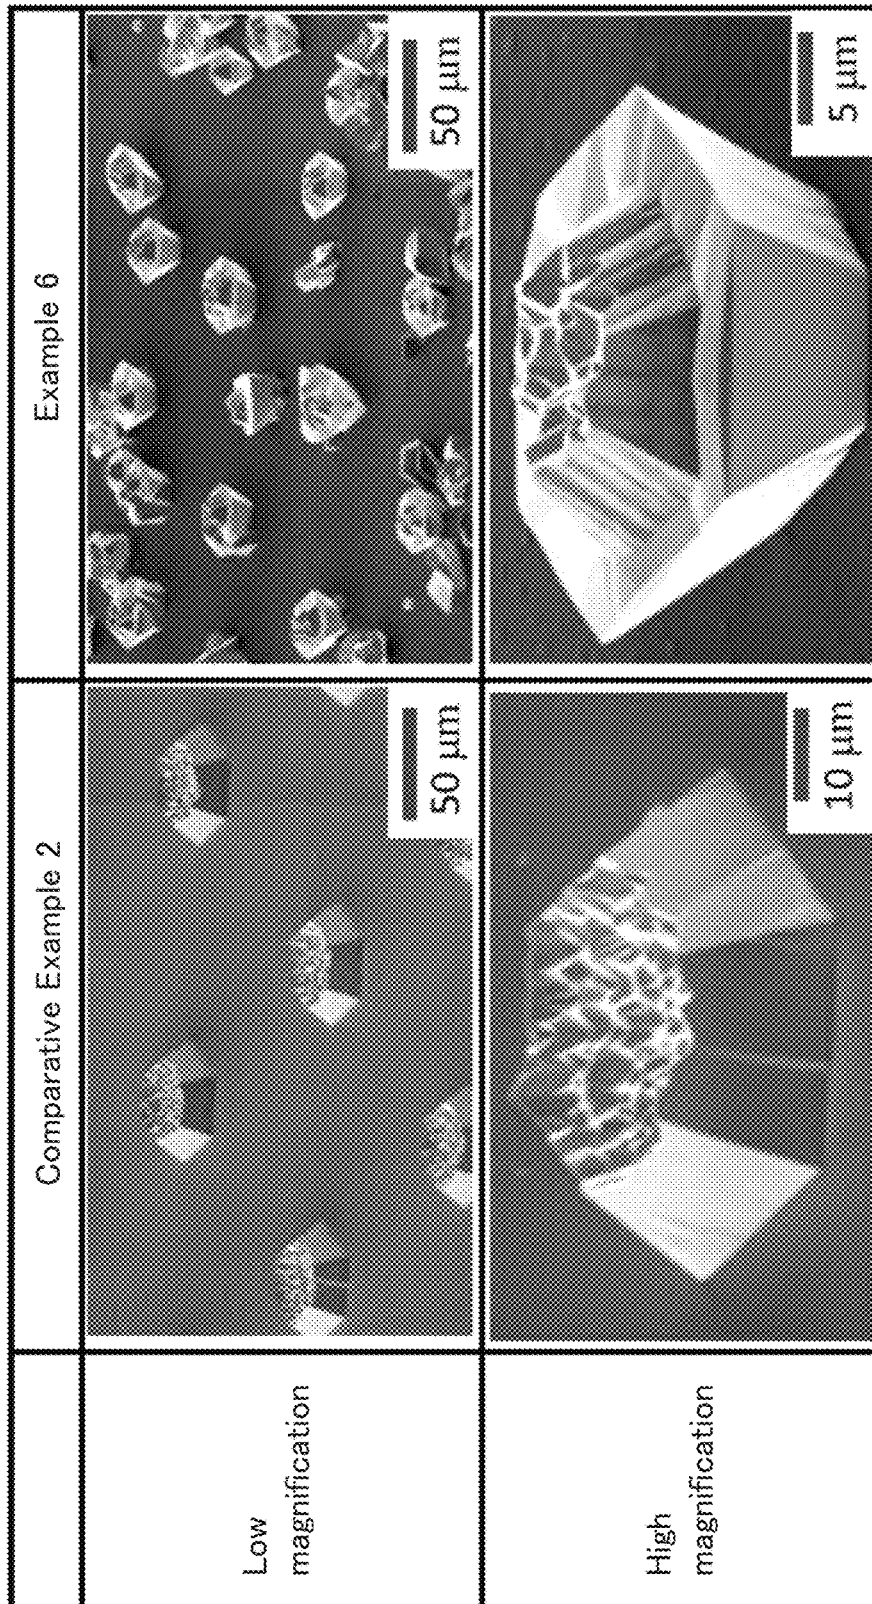 Comparative Example 2
Example 6
Low
magnification
50 µm
50 µm
High
magnification
10 µm
5 µm